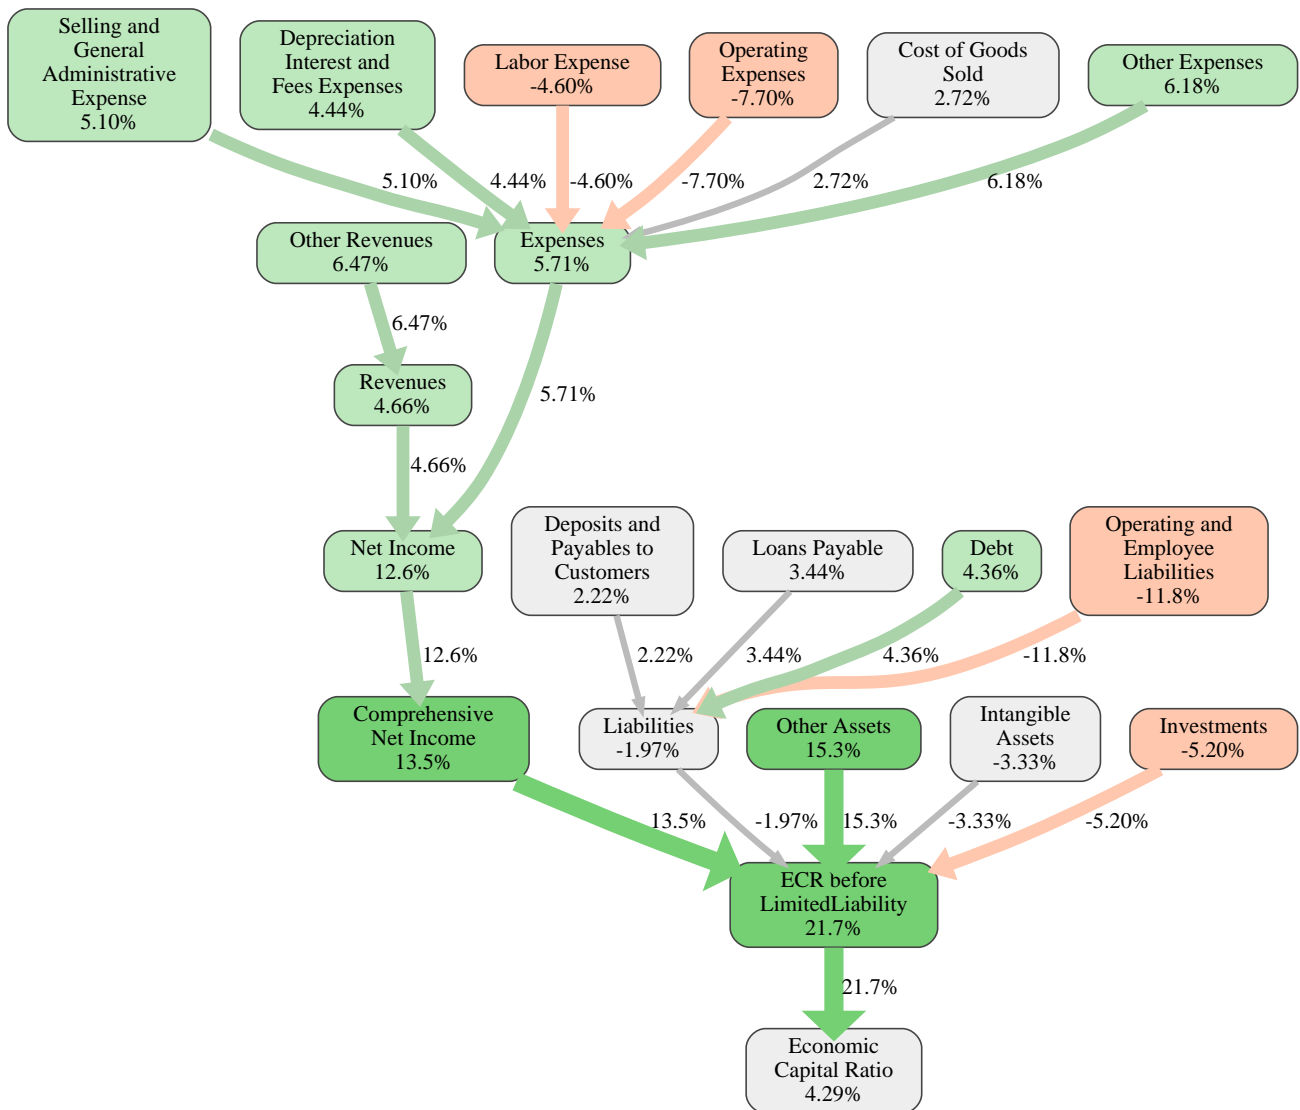 Selling and
General
Administrative
Expense
5.10%
Depreciation
Interest and
Fees Expenses
4.44%
Labor Expense
-4.60%
Operating
Expenses
-7.70%
Cost of Goods
Sold
2.72%
Other Expenses
6.18%
5.10%
4.44%
-4.60%
-7.70%
2.72%
6.18%
Other Revenues
6.47%
Expenses
5.71%
6.47%
Revenues
4.66%
5.71%
4.66%
Net Income
12.6%
Deposits and
Payables to
Customers
2.22%
Loans Payable
3.44%
Debt
4.36%
Operating and
Employee
Liabilities
-11.8%
12.6%
2.22%
3.44%
4.36%
-11.8%
Comprehensive
Net Income
13.5%
Liabilities
-1.97%
Other Assets
15.3%
Intangible
Assets
-3.33%
Investments
-5.20%
13.5%
-1.97%
15.3%
-3.33%
-5.20%
ECR before
LimitedLiability
21.7%
21.7%
Economic
Capital Ratio
4.29%